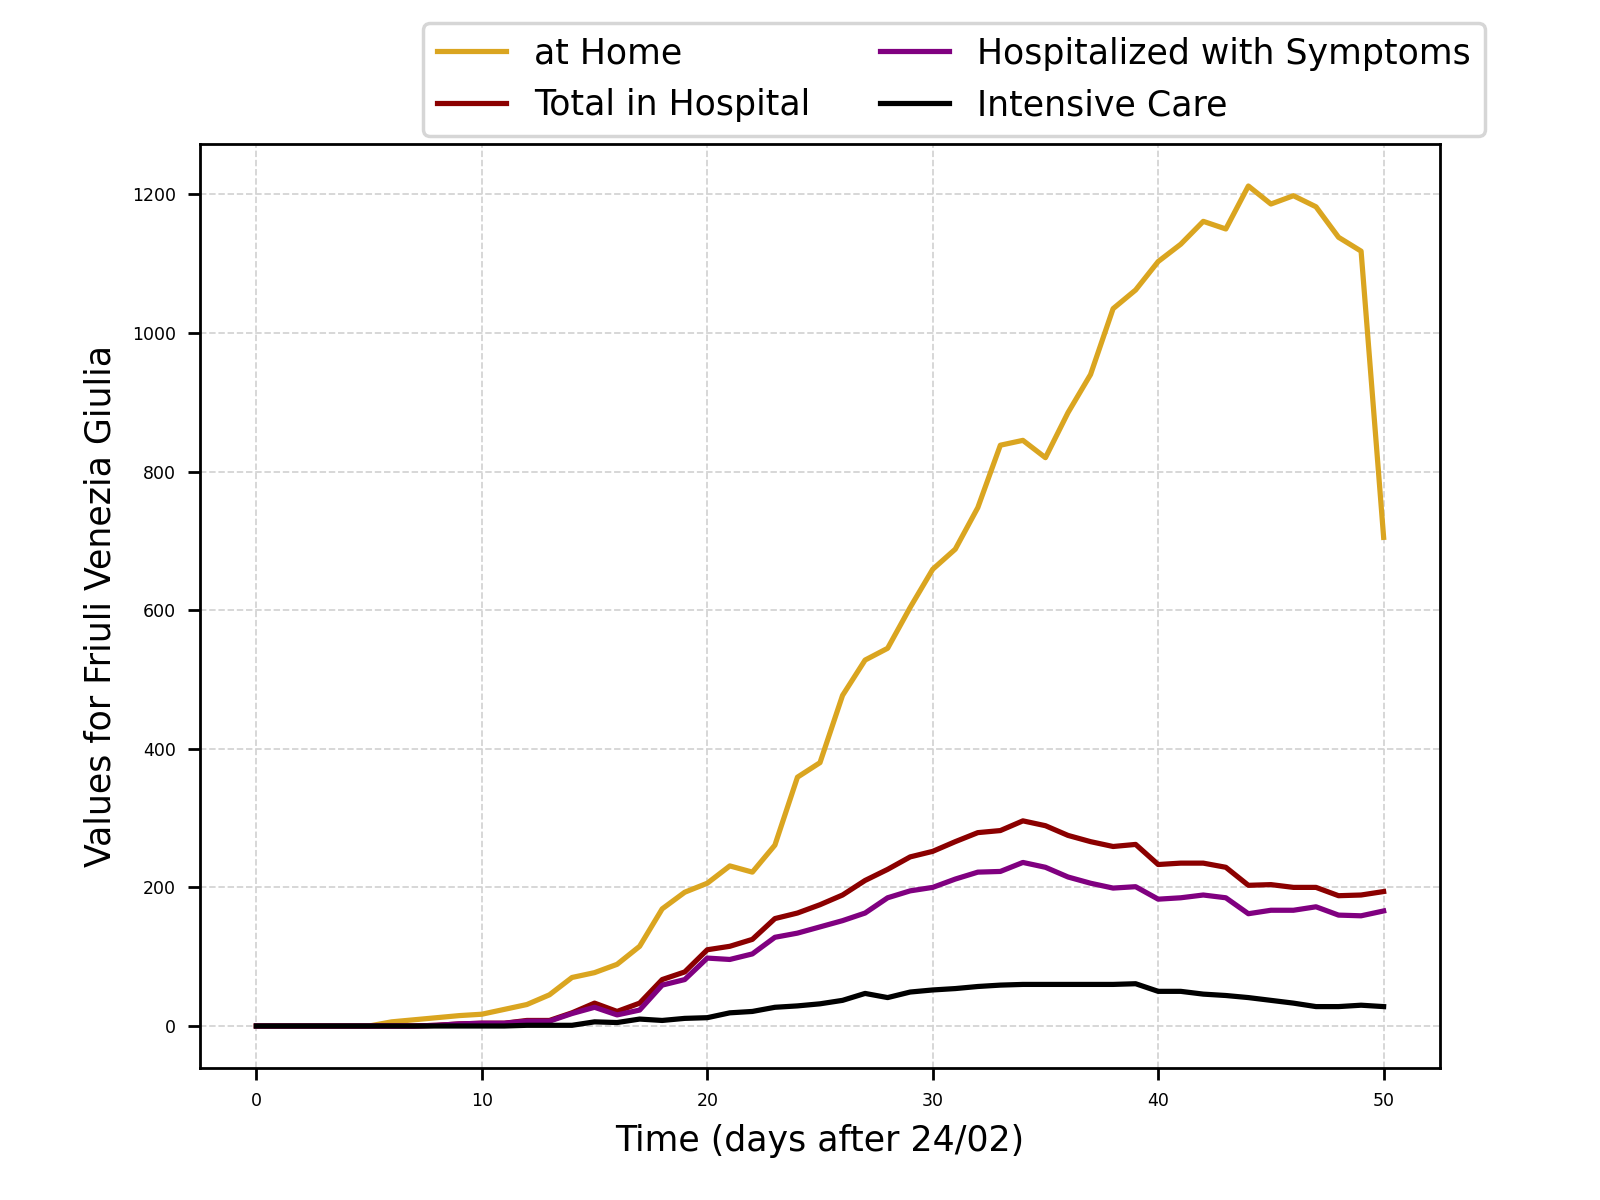 at Home
Total in Hospital
Hospitalized with Symptoms
Intensive Care
Values for Friuli Venezia Giulia
1200
1000
800
600
400
200
0
0 10 20 30 40 50
Time (days after 24/02)